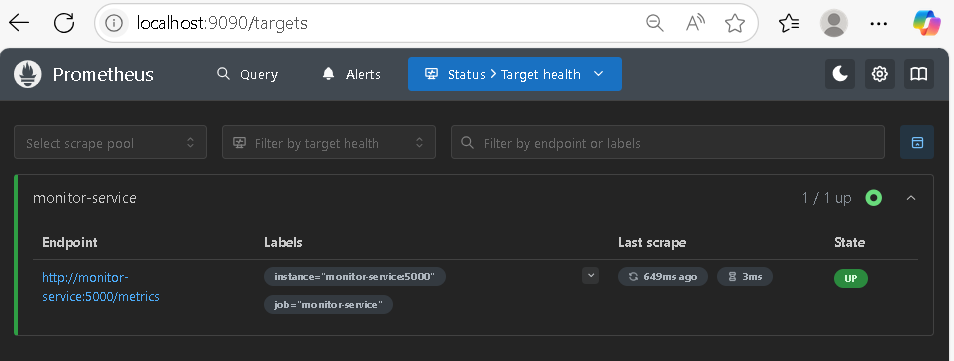 localhost:9090/targets
Prometheus
Query
Alerts
Status > Target health
Select scrape pool
Filter by target health
Filter by endpoint or labels
monitor-service
1 / 1 up
Endpoint
Labels
Last scrape
State
http://monitor-
service:5000/metrics
instance="monitor-service:5000"
job="monitor-service"
649ms ago
3ms
UP